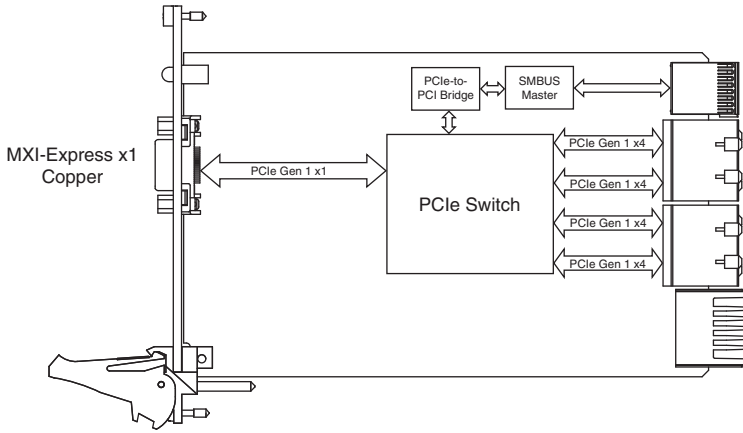 PCIe-to-
PCI Bridge
SMBUS
Master
MXI-Express x1
Copper
PCIe Gen 1 x1
PCIe Switch
PCIe Gen 1 x4
PCIe Gen 1 x4
PCIe Gen 1 x4
PCIe Gen 1 x4